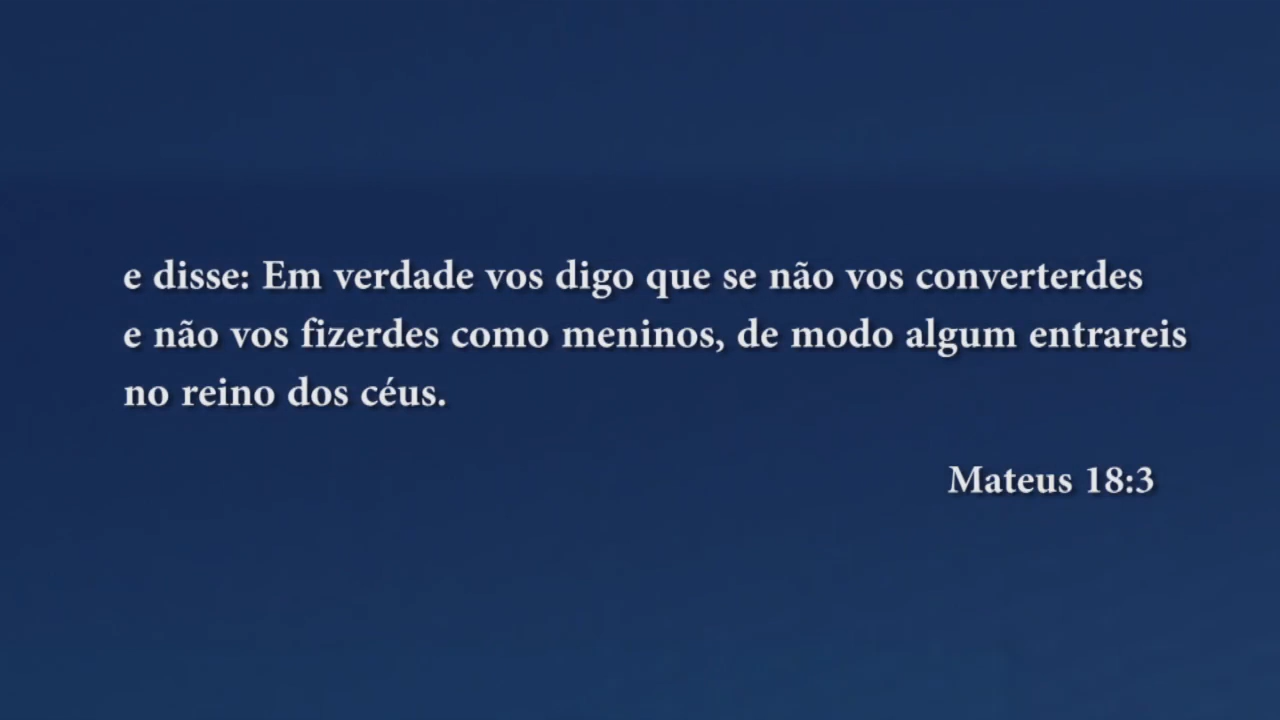 e disse: Em verdade vos digo que se não vos converterdes
e não vos fizerdes como meninos, de modo algum entrareis
no reino dos céus.
Mateus 18:3